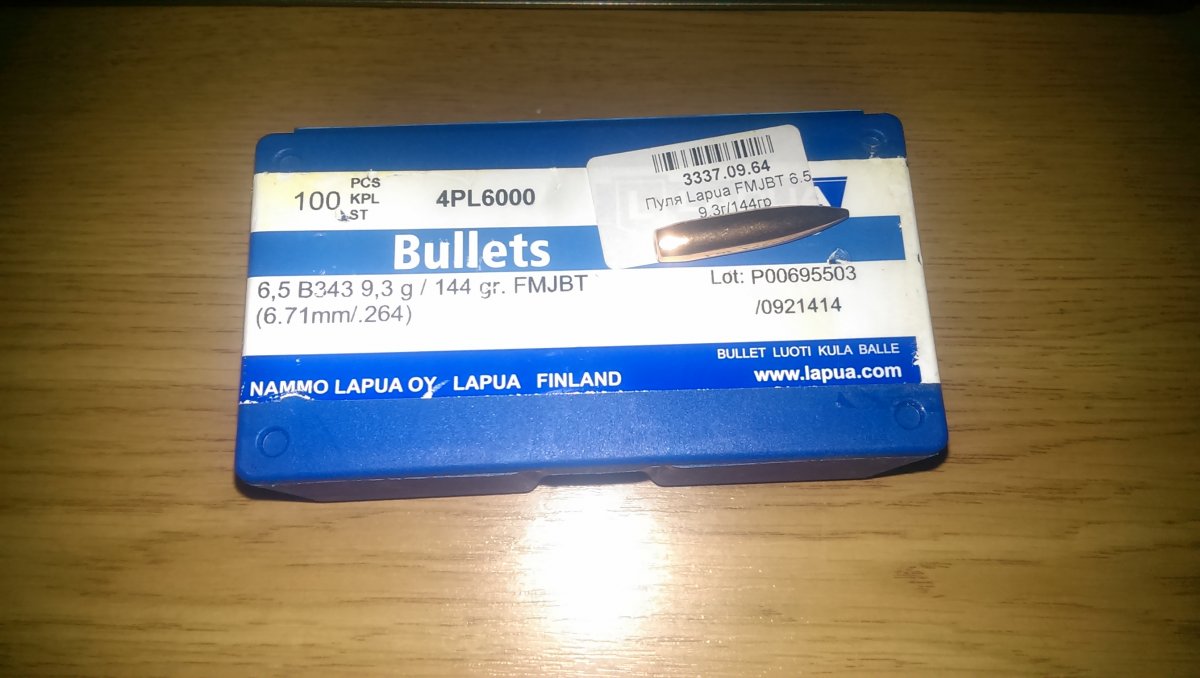 3337.09.64
Пуля Lapua FMJBT 6.5
9.3г/144гр
100 PCS
KPL
ST
4PL6000
Bullets
6,5 B343 9,3 g / 144 gr. FMJBT
(6.71mm/.264)
Lot: P00695503
/0921414
BULLET LUOTI KULA BALLE
NAMMO LAPUA OY LAPUA FINLAND
www.lapua.com